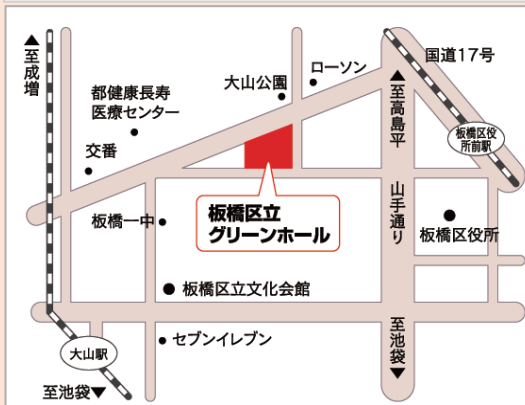 ▲至成増
都健康長寿
医療センター
交番
大山公園
ローソン
国道17号
▲至高島平
板橋区役
所前駅
板橋区立
グリーンホール
板橋一中
山手通り
板橋区役所
板橋区立文化会館
セブンイレブン
大山駅
至池袋▼
至池袋▼